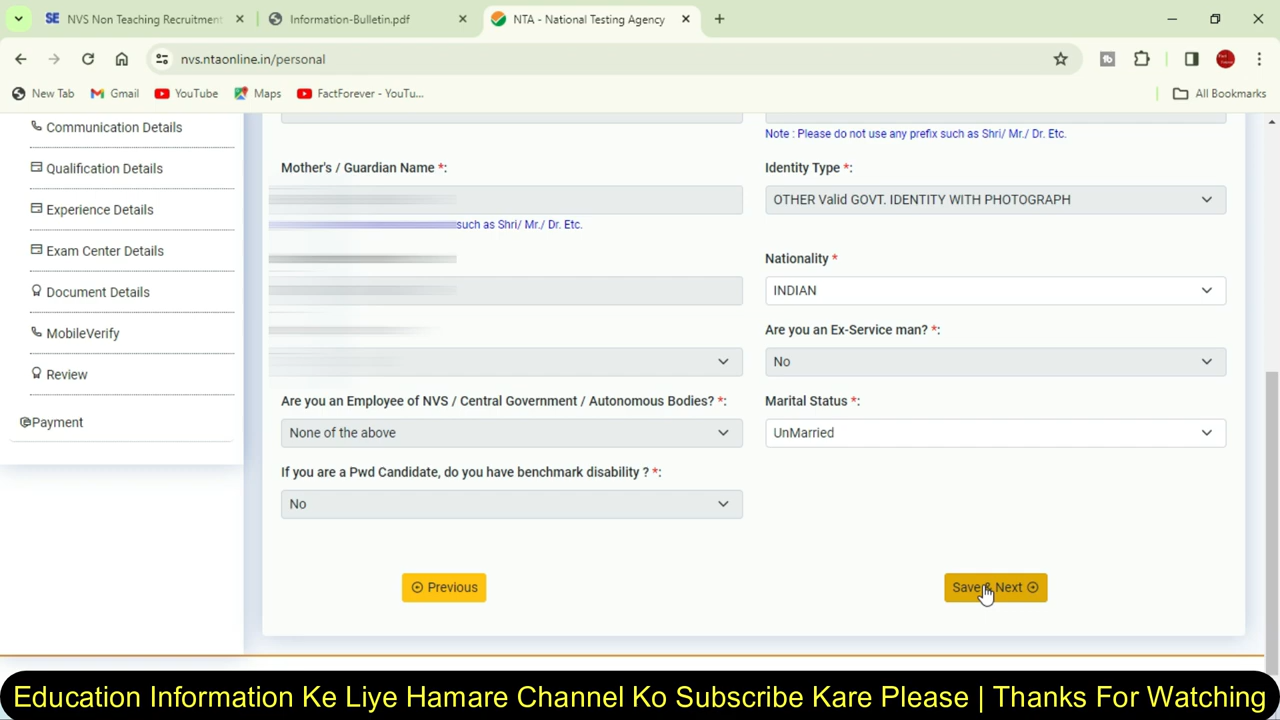 NVS Non Teaching Recruitment
Information-Bulletin.pdf
NTA - National Testing Agency
nvs.ntaonline.in/personal
New Tab
Gmail
YouTube
Maps
FactForever - YouTu...
All Bookmarks
Communication Details
Qualification Details
Experience Details
Exam Center Details
Document Details
MobileVerify
Review
Payment
Note : Please do not use any prefix such as Shri/ Mr./ Dr. Etc.
Mother's / Guardian Name *:
Identity Type *:
OTHER Valid GOVT. IDENTITY WITH PHOTOGRAPH
such as Shri/ Mr./ Dr. Etc.
Nationality *
INDIAN
Are you an Ex-Service man? *:
No
Are you an Employee of NVS / Central Government / Autonomous Bodies? *:
Marital Status *:
None of the above
UnMarried
If you are a Pwd Candidate, do you have benchmark disability ? *:
No
Previous
Save & Next
Education Information Ke Liye Hamare Channel Ko Subscribe Kare Please | Thanks For Watching